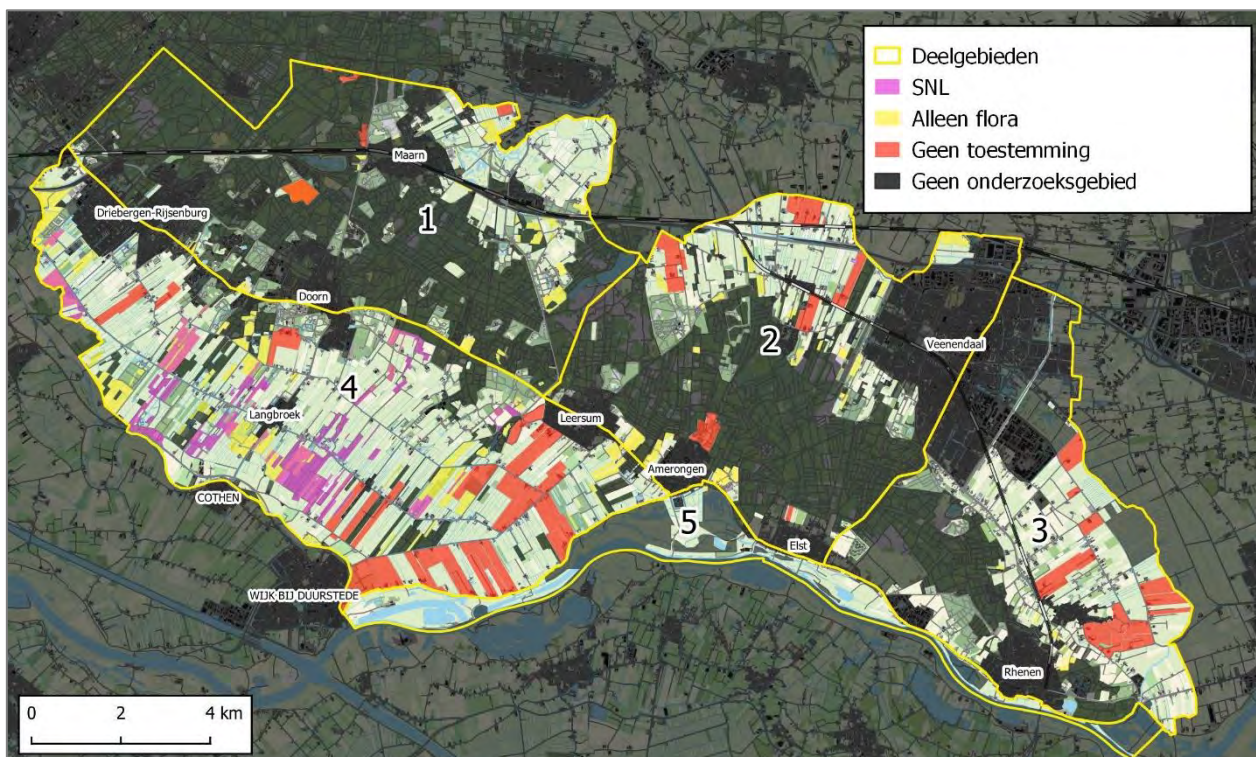 Deelgebieden
SNL
Alleen flora
Geen toestemming
Geen onderzoeksgebied
Maarn
Driebergen-Rijsenburg
1
Doorn
2
Veenendaal
4
Langbroek
Leersum
Amerongen
COTHEN
5
Elst
3
WIJK BIJ DUURSTEDE
Rhenen
0 2 4 km